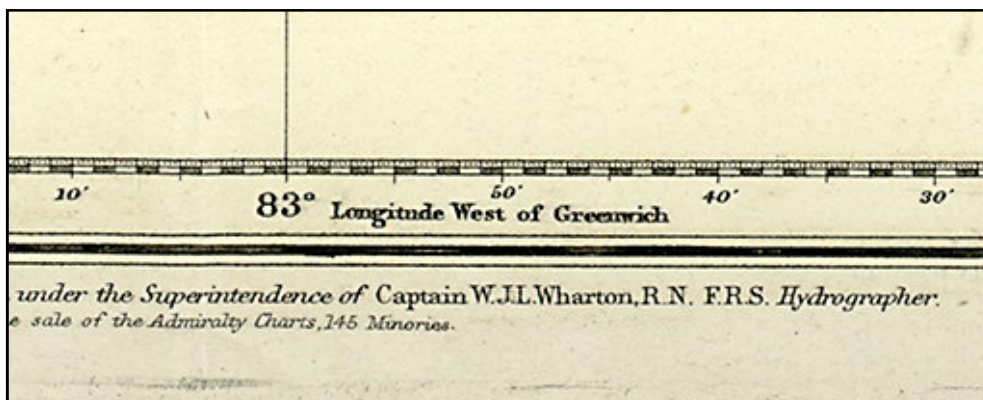 10′ 50′ 40′ 30′
83° Longitude West of Greenwich
under the Superintendence of Captain W.J.L.Wharton, R.N. F.R.S. Hydrographer.
sale of the Admiralty Charts, 145 Minories.